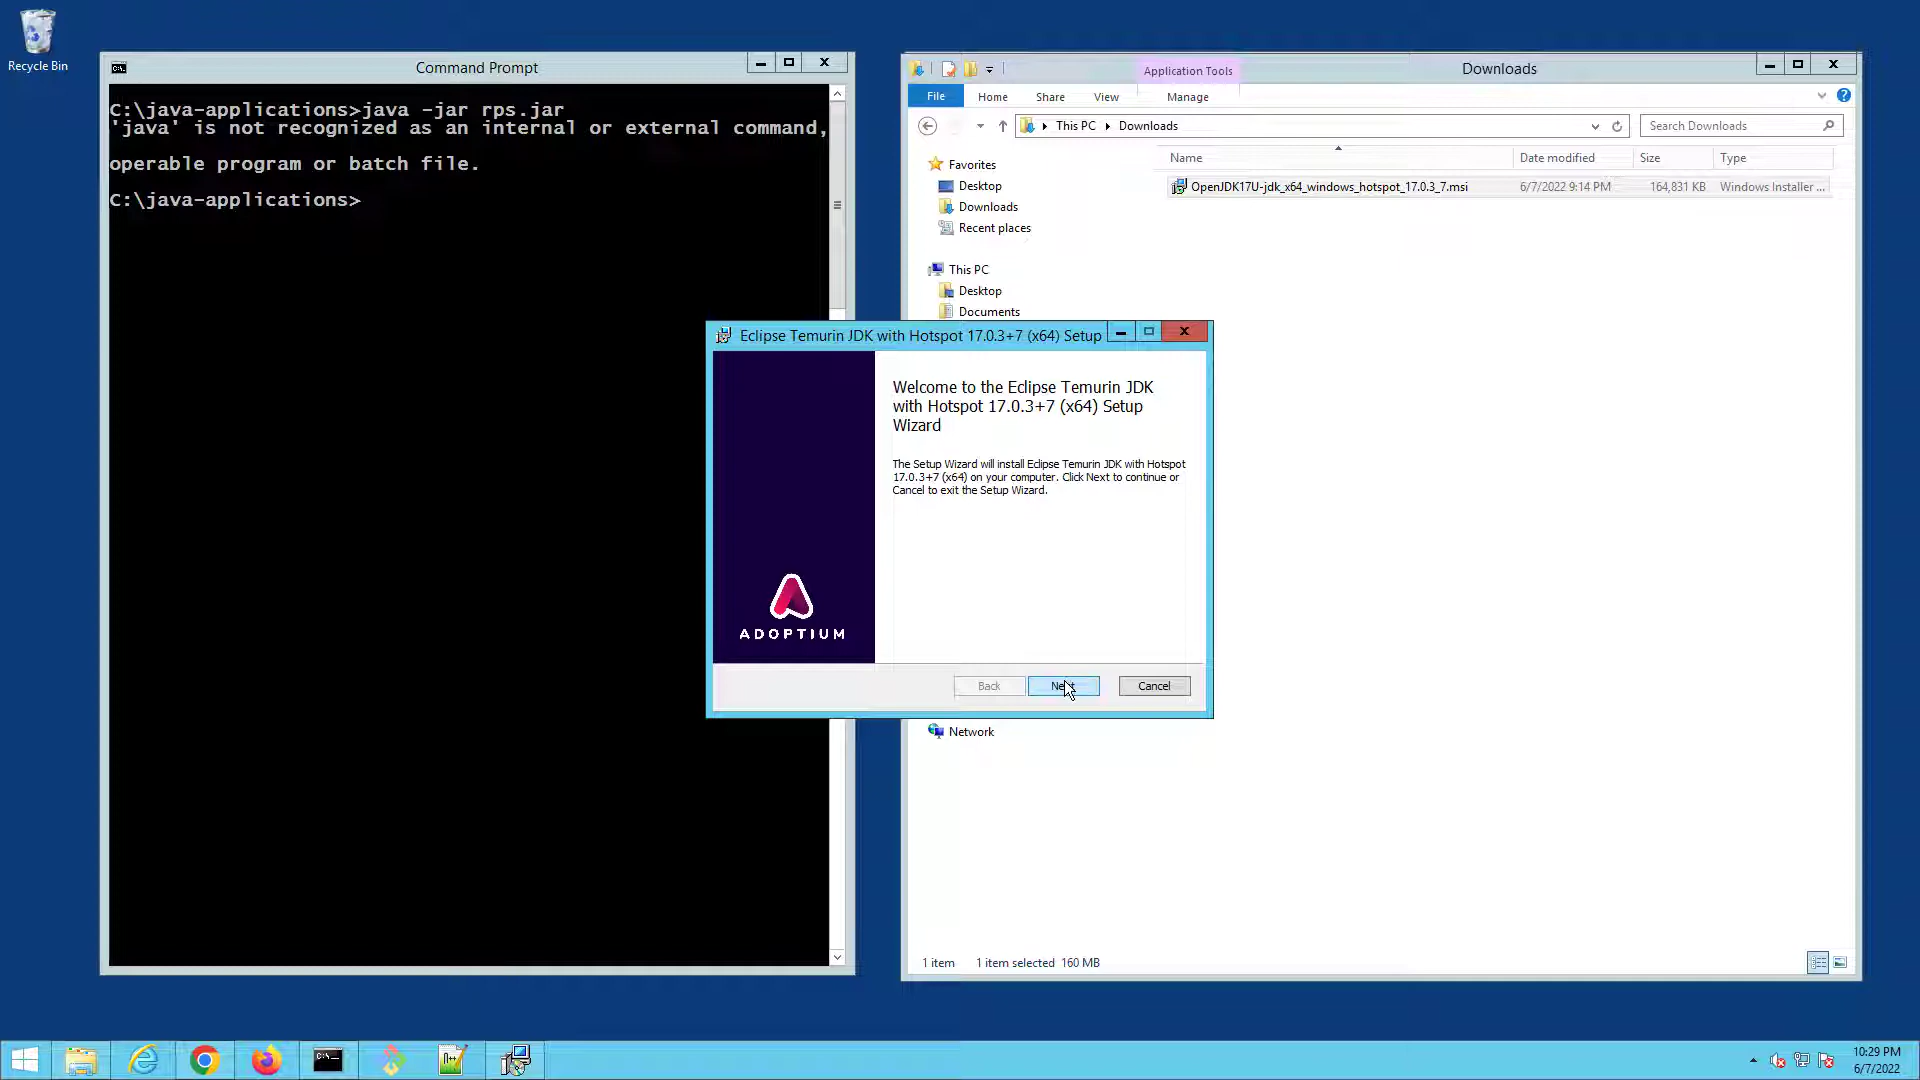 Recycle Bin
Command Prompt
C:\java-applications>java -jar rps.jar
'java' is not recognized as an internal or external command,
operable program or batch file.
C:\java-applications>
Application Tools
Downloads
File
Home
Share
View
Manage
This PC
Downloads
Search Downloads
Favorites
Desktop
Downloads
Recent places
This PC
Desktop
Documents
Network
Name
Date modified
Size
Type
OpenJDK17U-jdk_x64_windows_hotspot_17.0.3_7.msi
6/7/2022 9:14 PM
164,831 KB
Windows Installer ...
Eclipse Temurin JDK with Hotspot 17.0.3+7 (x64) Setup
Welcome to the Eclipse Temurin JDK
with Hotspot 17.0.3+7 (x64) Setup
Wizard
The Setup Wizard will install Eclipse Temurin JDK with Hotspot
17.0.3+7 (x64) on your computer. Click Next to continue or
Cancel to exit the Setup Wizard.
ADOPTIUM
Back
Next
Cancel
1 item
1 item selected 160 MB
10:29 PM
6/7/2022